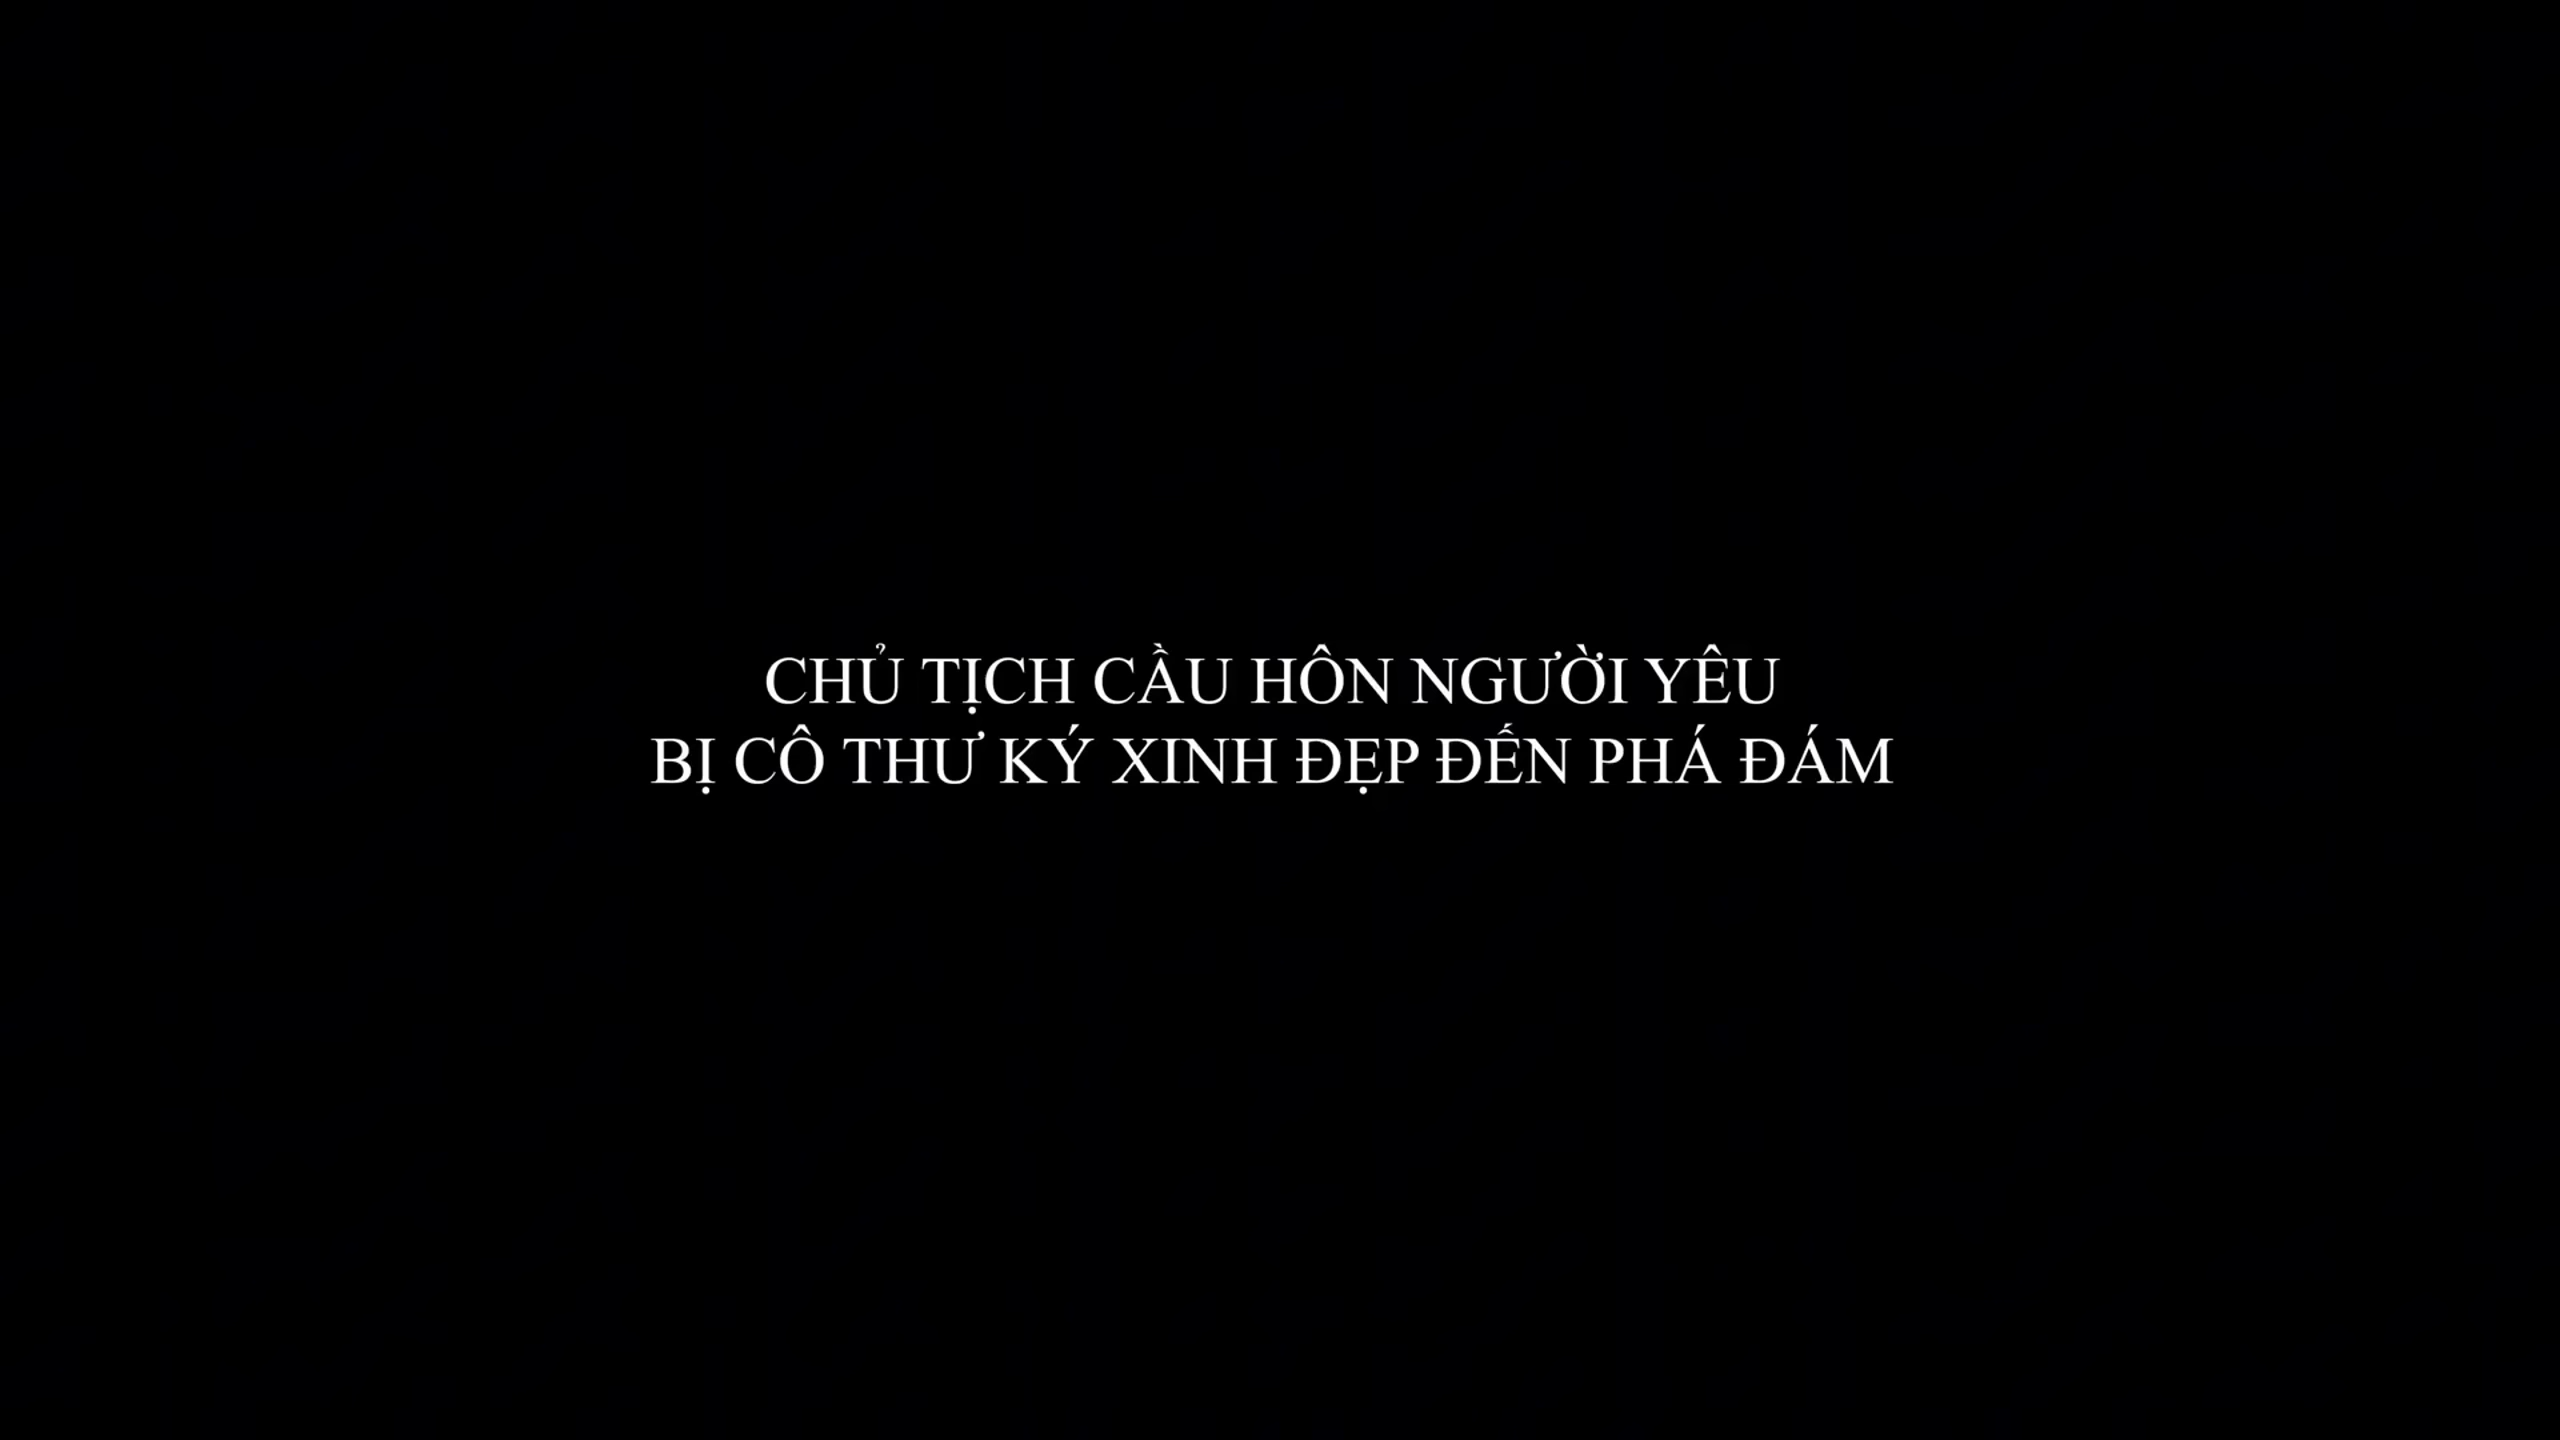 CHỦ TỊCH CẦU HÔN NGƯỜI YÊU
BỊ CÔ THƯ KÝ XINH ĐẸP ĐẾN PHÁ ĐÁM